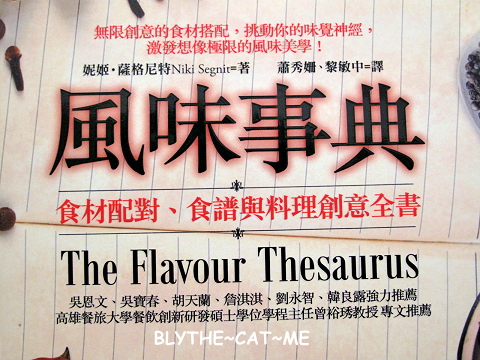 無限創意的食材搭配，挑動你的味覺神經，
激發想像極限的風味美學！
妮姬・薩格尼特Niki Segnit=著 蕭秀姍、黎敏中=譯
風味事典
食材配對、食譜與料理創意全書
The Flavour Thesaurus
吳恩文、吳寶春、胡天蘭、詹淇淇、劉永智、韓良露強力推薦
高雄餐旅大學餐飲創新研發碩士學位學程主任曾裕琇教授 專文推薦
BLYTHE~CAT~ME